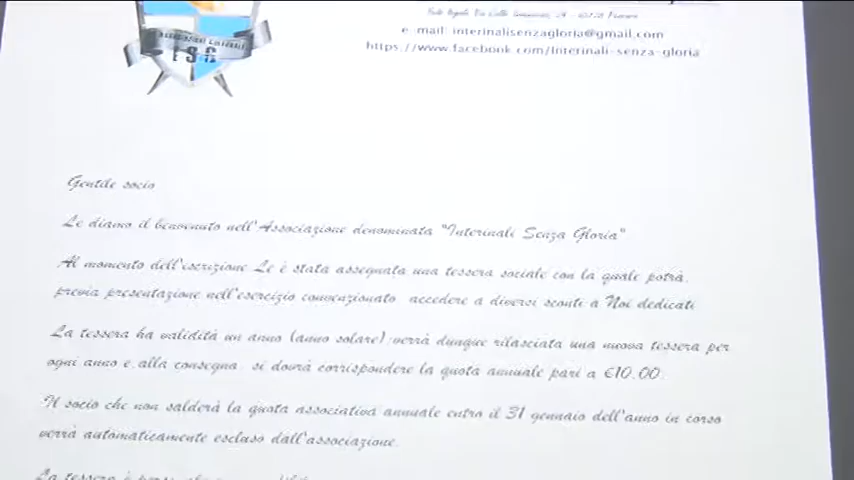 e-mail: interinalisenzagloria@gmail.com
https://www.facebook.com/Interinali-senza-gloria
I S G
Gentile socio
Le diamo il benvenuto nell'Associazione denominata "Interinali Senza Gloria"
Al momento dell'escrizione Le è stata assegnata una tessera sociale con la quale potrà.
previa presentazione nell'esercizio convenzionato accedere a diversi sconti a Noi dedicati
La tessera ha validità un anno (anno solare) verrà dunque rilasciata una nuova tessera per
ogni anno e alla consegna si dovrà corrispondere la quota annuale pari a €10.00.
Il socio che non salderà la quota associativa annuale entro il 31 gennaio dell'anno in corso
verrà automaticamente escluso dall'associazione.
La tessera è